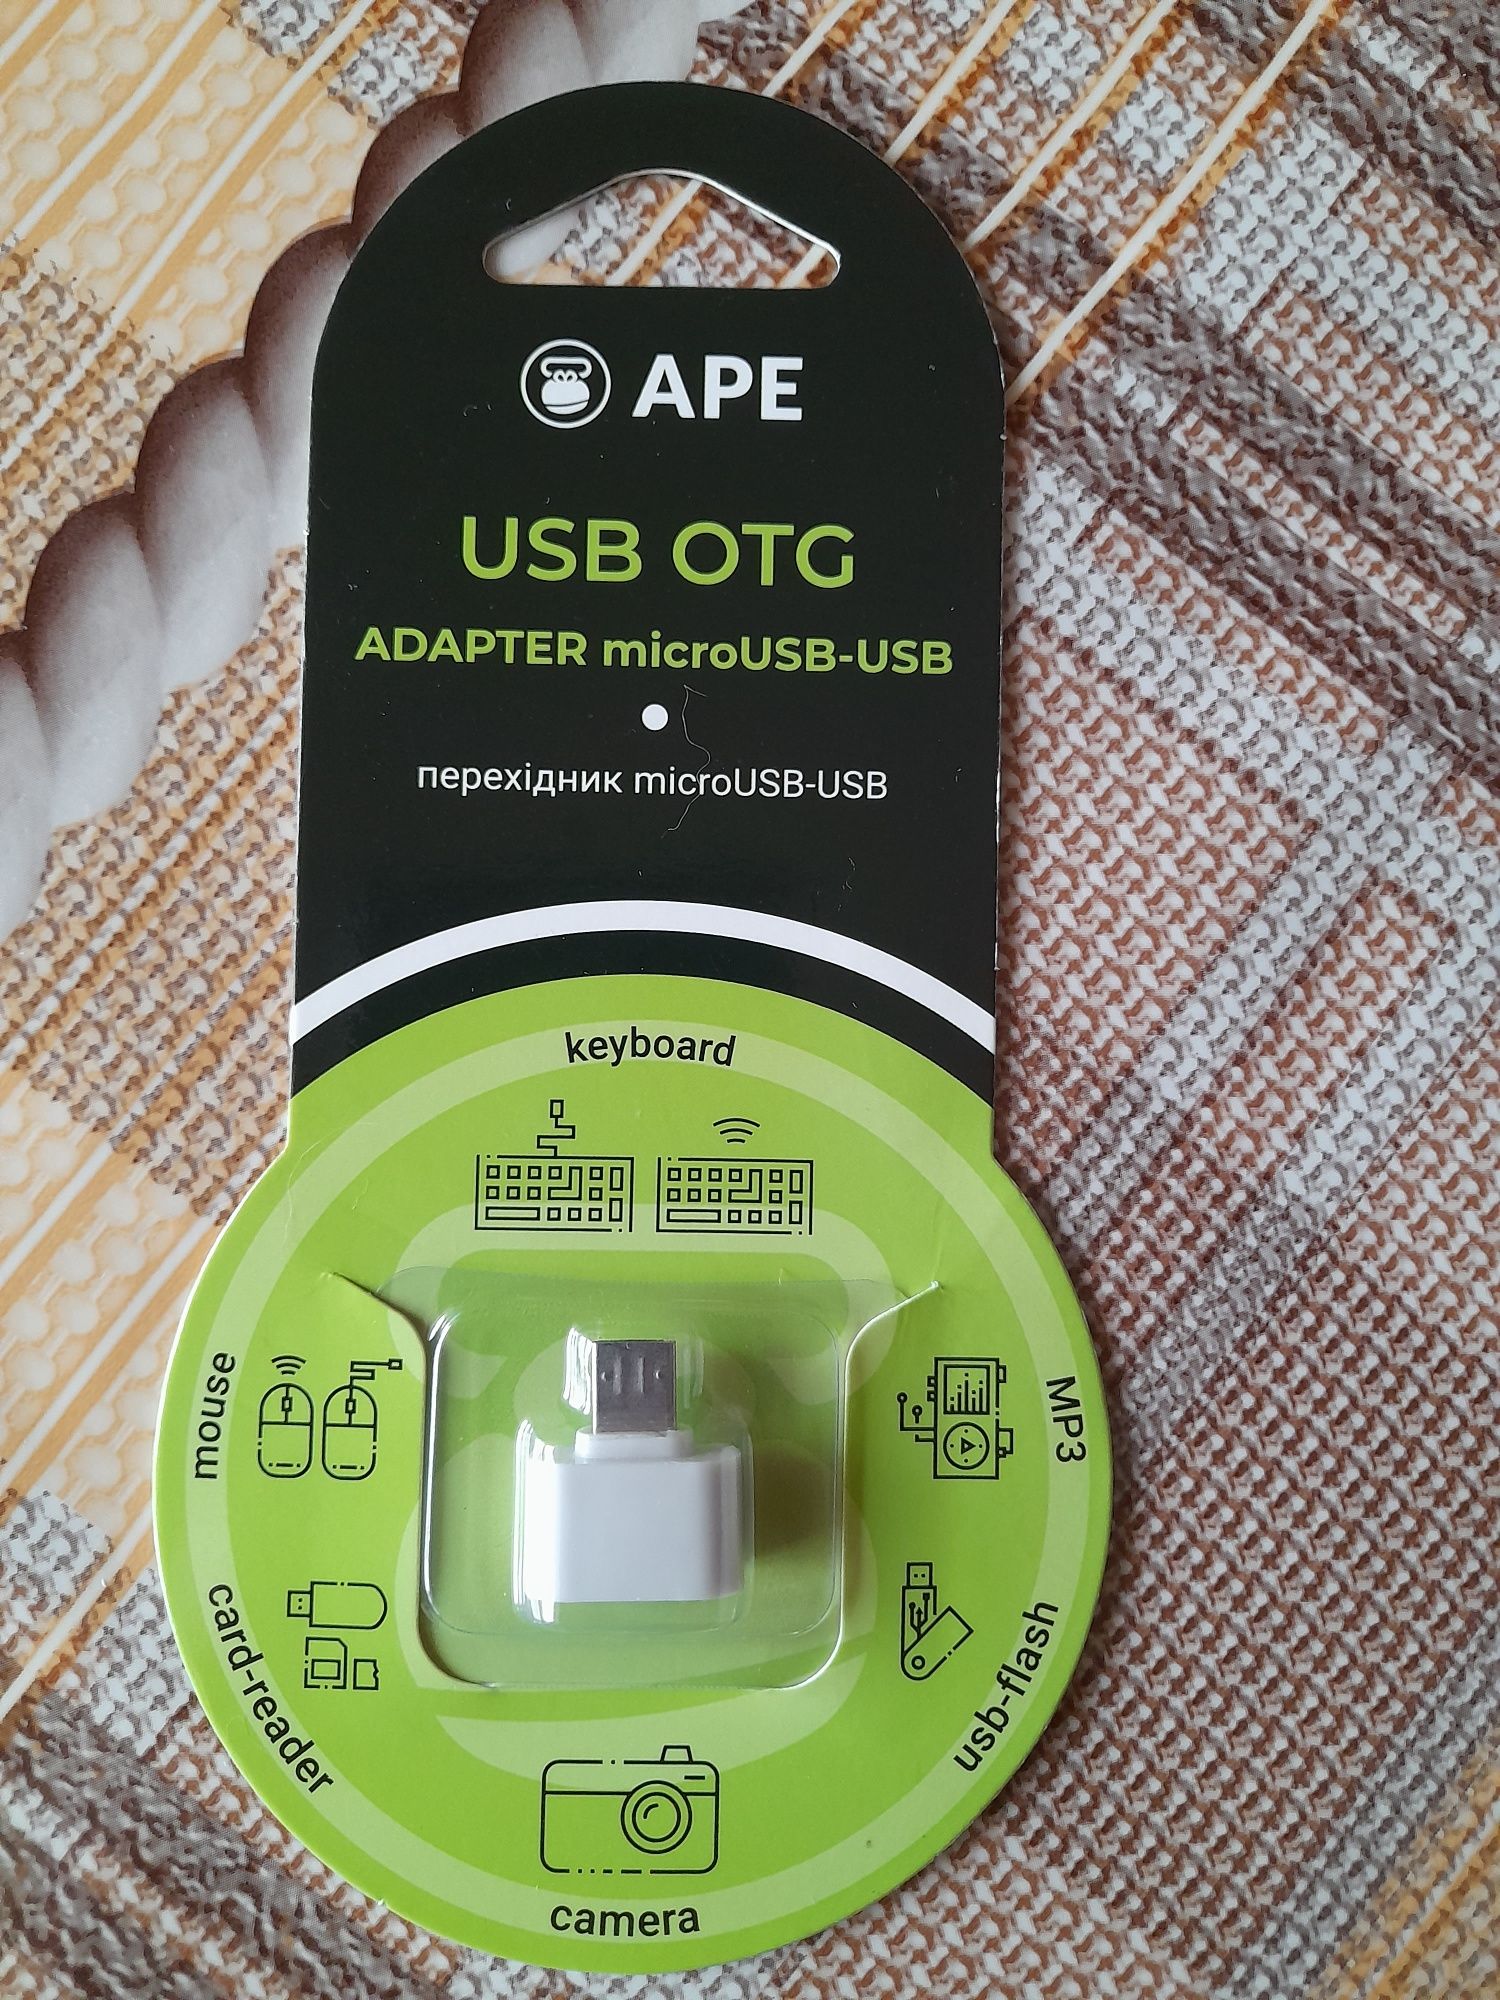 APE
USB OTG
ADAPTER microUSB-USB
перехідник microUSB-USB
keyboard
mouse
MP3
card-reader
usb-flash
camera